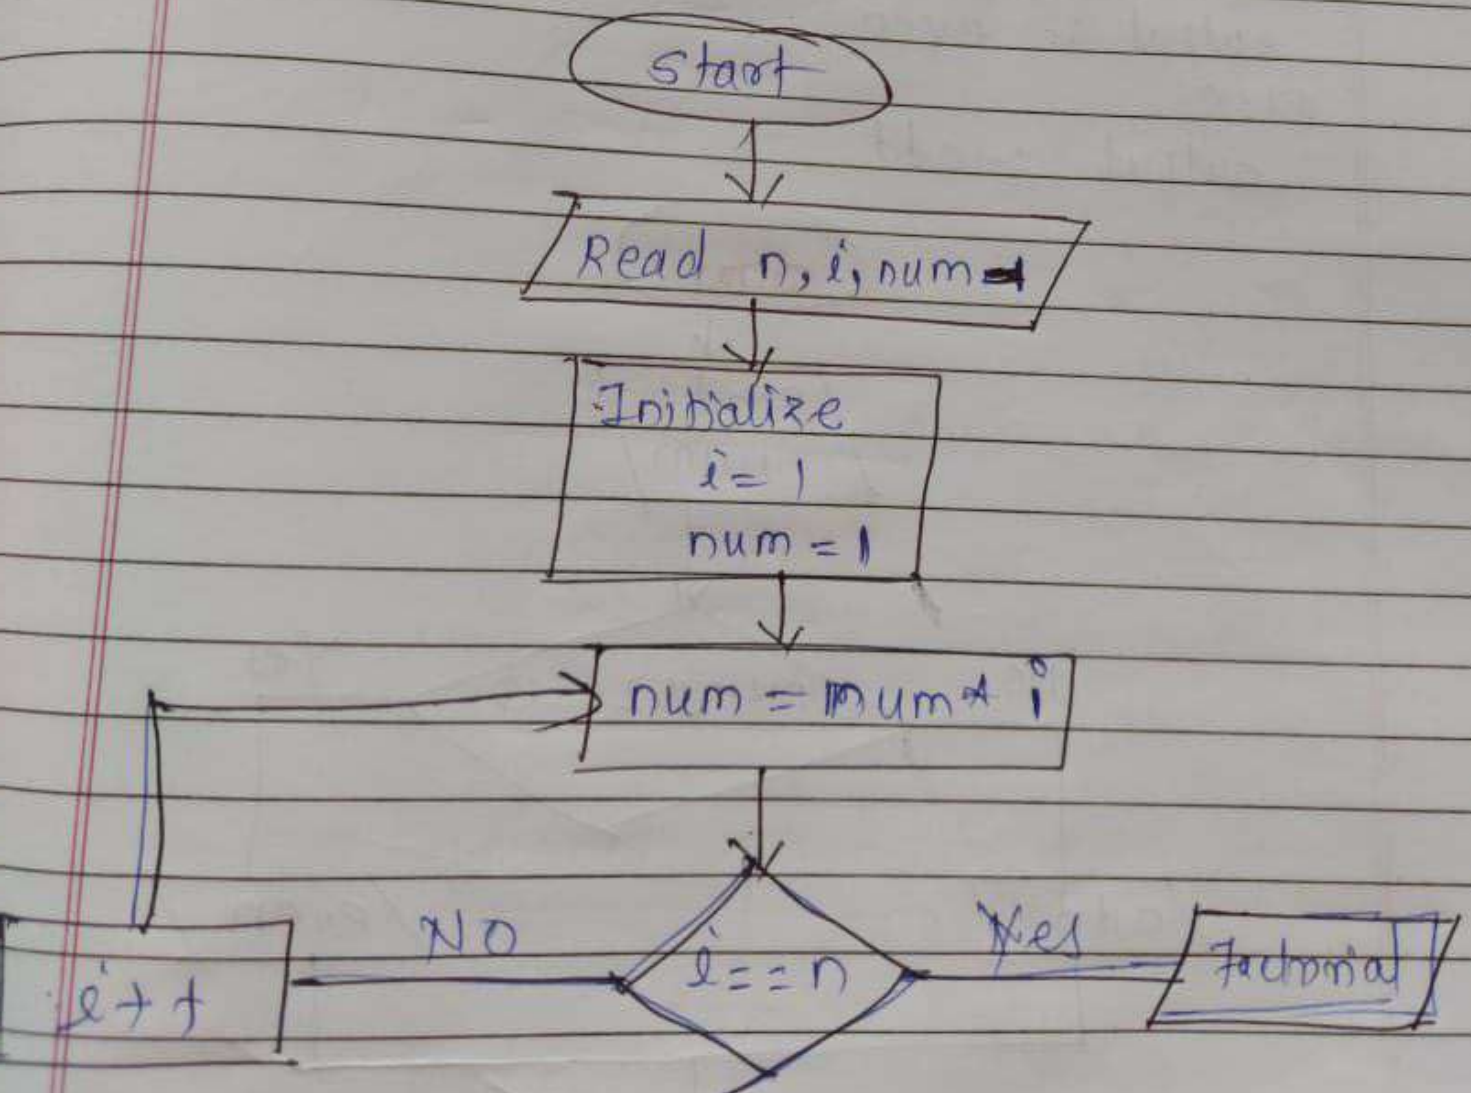 Start
Read n, i, num
Initialize
i = 1
num = 1
num = num * i
i == n
NO
Yes
i++
Factorial